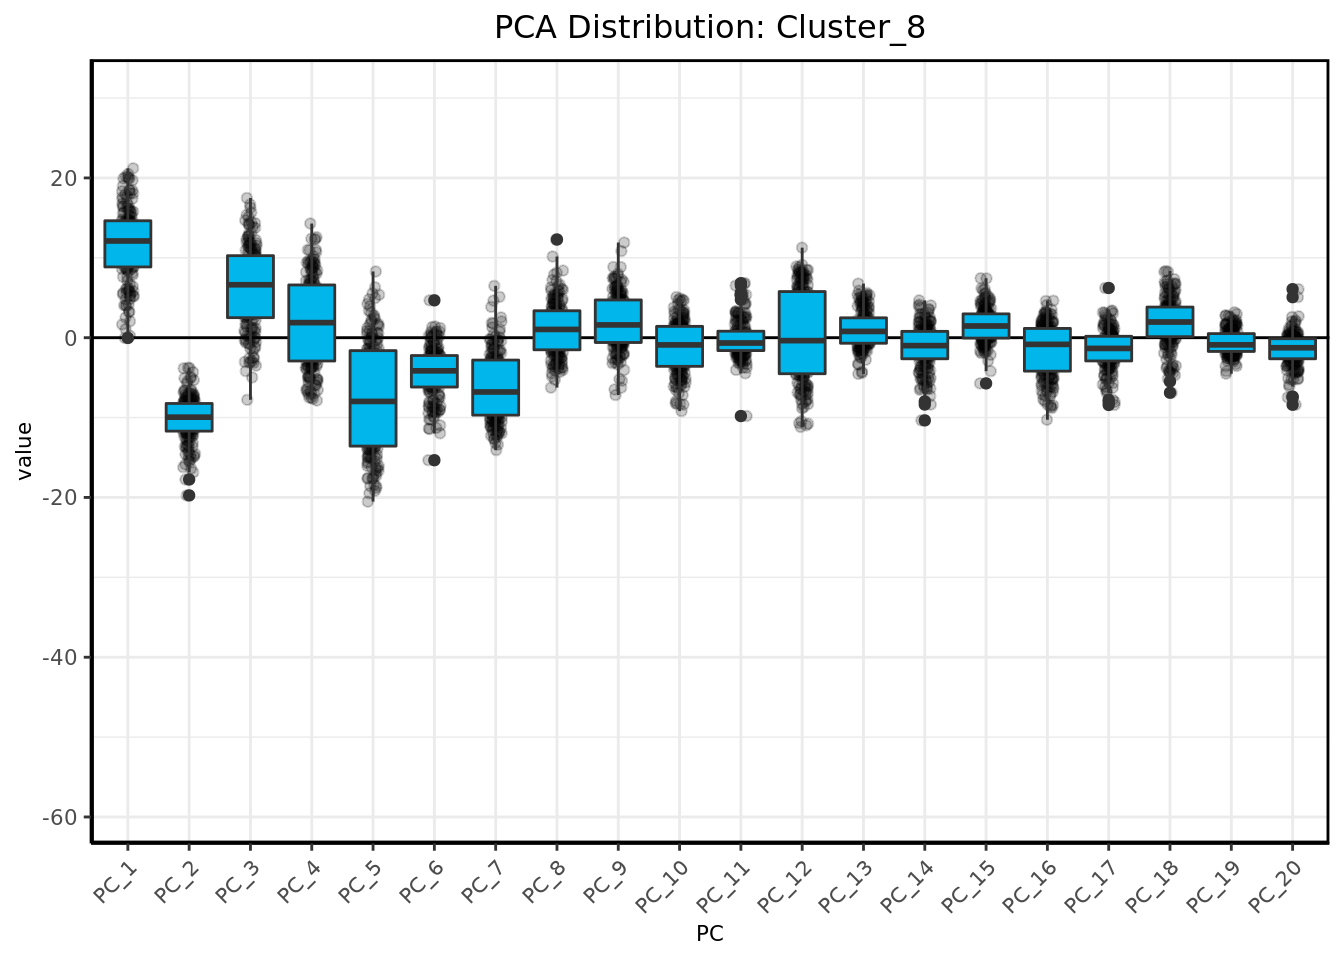 PCA Distribution: Cluster_8
value
20
0
-20
-40
-60
PC_1
PC_2
PC_3
PC_4
PC_5
PC_6
PC_7
PC_8
PC_9
PC_10
PC_11
PC_12
PC_13
PC_14
PC_15
PC_16
PC_17
PC_18
PC_19
PC_20
PC